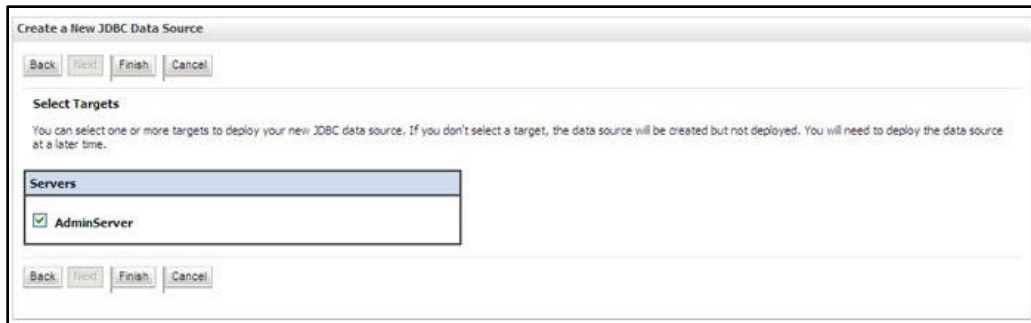 Create a New JDBC Data Source
Back Next Finish Cancel
Select Targets
You can select one or more targets to deploy your new JDBC data source. If you don't select a target, the data source will be created but not deployed. You will need to deploy the data source
at a later time.
Servers
AdminServer
Back Next Finish Cancel